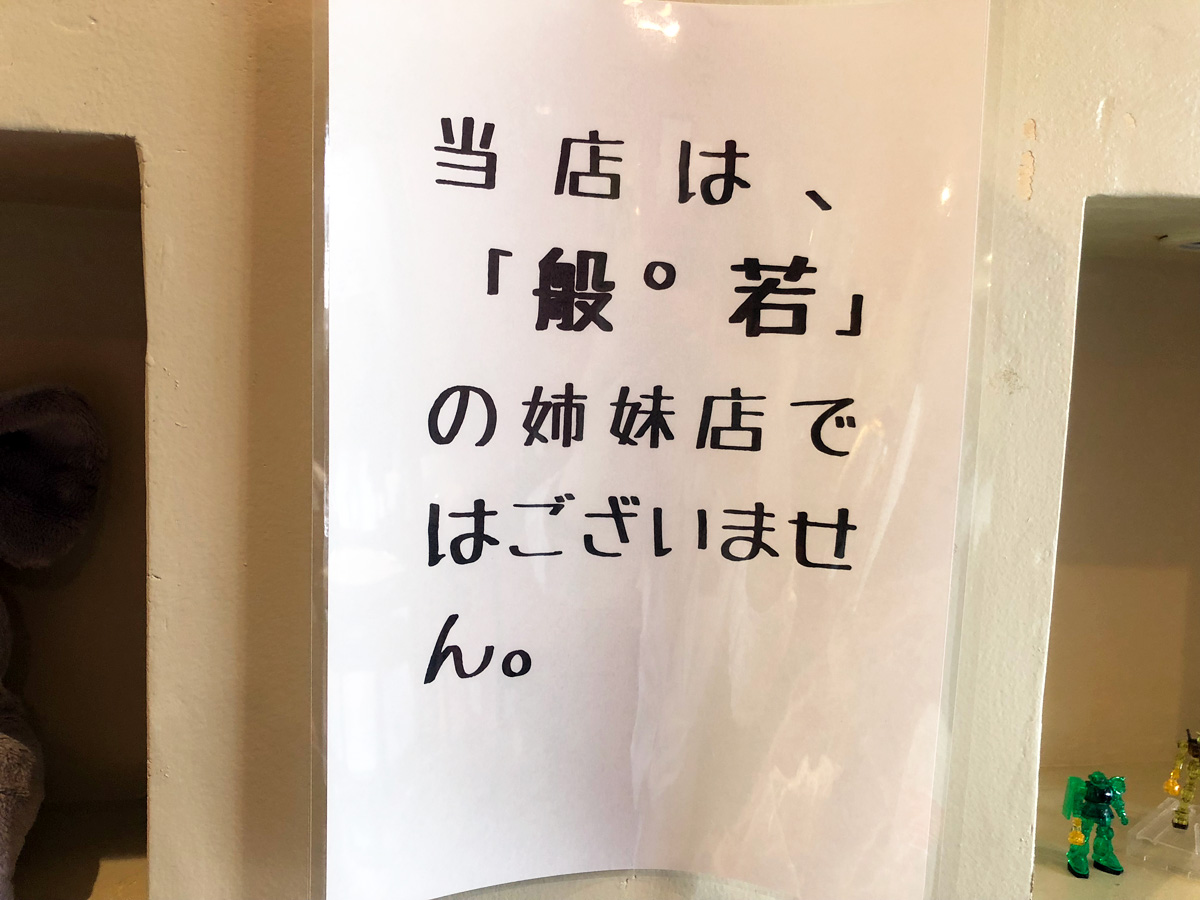 当店は、
「般゜若」
の姉妹店で
はございませ
ん。